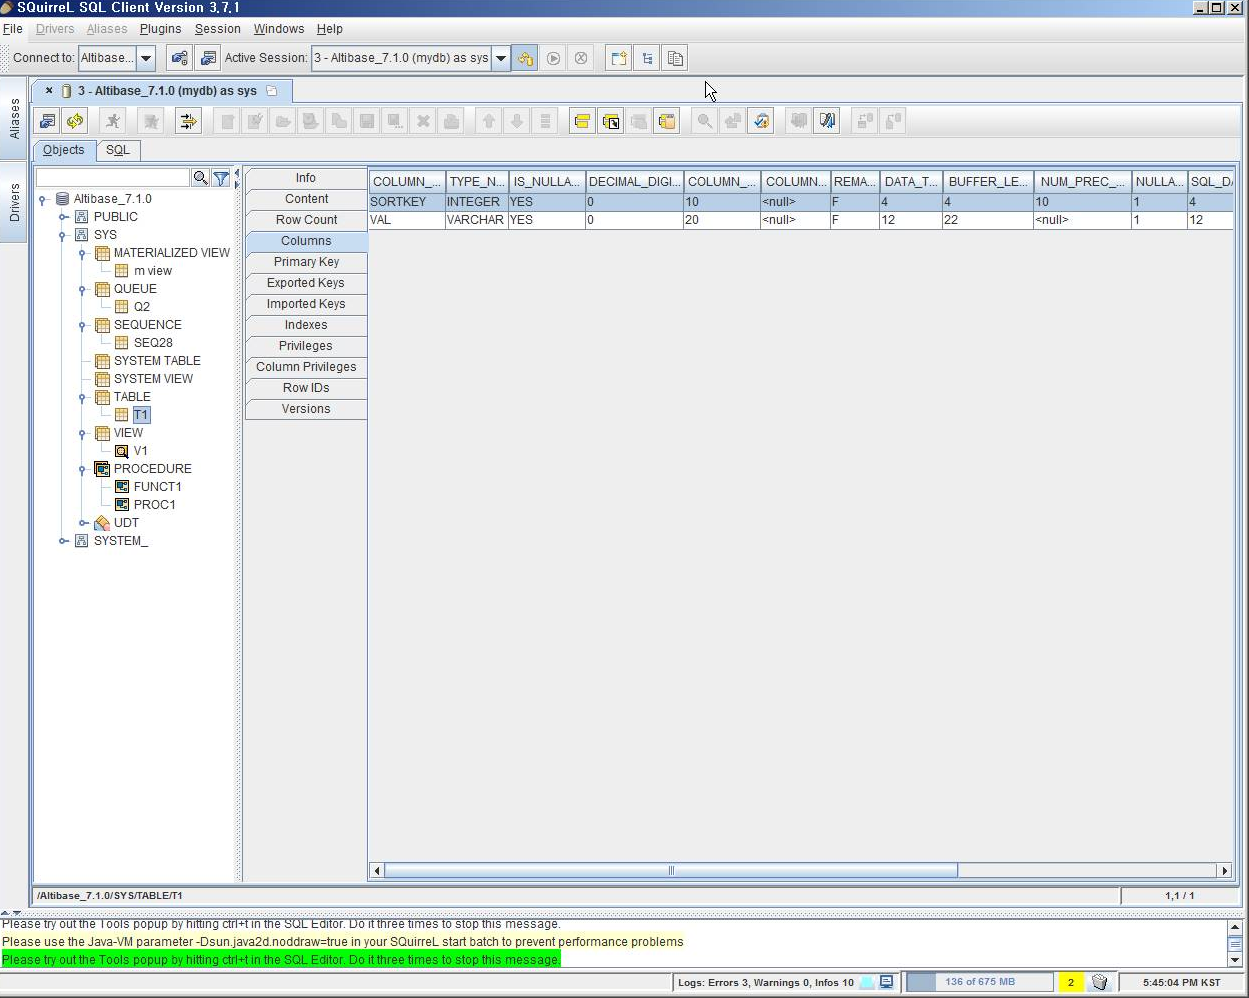 SQuirreL SQL Client Version 3.7.1
File Drivers Aliases Plugins Session Windows Help
Connect to: Altibase... Active Session: 3 - Altibase_7.1.0 (mydb) as sys
3 - Altibase_7.1.0 (mydb) as sys
Aliases
Drivers
Objects SQL
Altibase_7.1.0
PUBLIC
SYS
MATERIALIZED VIEW
m view
QUEUE
Q2
SEQUENCE
SEQ28
SYSTEM TABLE
SYSTEM VIEW
TABLE
T1
VIEW
V1
PROCEDURE
FUNCT1
PROC1
UDT
SYSTEM_
Info
Content
Row Count
Columns
Primary Key
Exported Keys
Imported Keys
Indexes
Privileges
Column Privileges
Row IDs
Versions
COLUMN_... TYPE_N... IS_NULLA... DECIMAL_DIGI... COLUMN_... COLUMN... REMA... DATA_T... BUFFER_LE... NUM_PREC_... NULLA... SQL_DA
SORTKEY INTEGER YES 0 10 <null> F 4 4 10 1 4
VAL VARCHAR YES 0 20 <null> F 12 22 <null> 1 12
/Altibase_7.1.0/SYS/TABLE/T1 1,1 / 1
Please try out the Tools popup by hitting ctrl+t in the SQL Editor. Do it three times to stop this message.
Please use the Java-VM parameter -Dsun.java2d.noddraw=true in your SQuirreL start batch to prevent performance problems
Please try out the Tools popup by hitting ctrl+t in the SQL Editor. Do it three times to stop this message.
Logs: Errors 3, Warnings 0, Infos 10 136 of 675 MB 2 5:45:04 PM KST